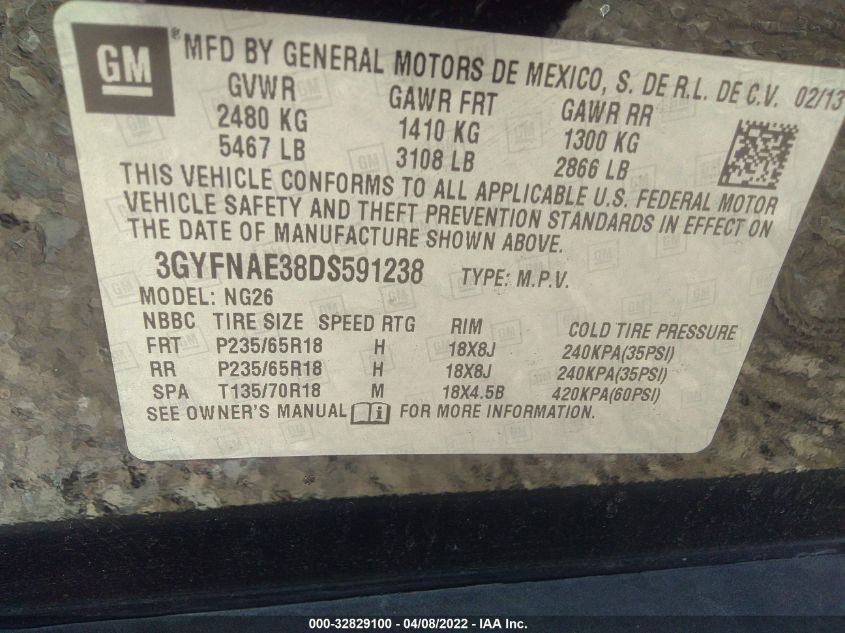 GM ® MFD BY GENERAL MOTORS DE MEXICO, S. DE R.L. DE C.V. 02/13
GVWR GAWR FRT GAWR RR
2480 KG 1410 KG 1300 KG
5467 LB 3108 LB 2866 LB
THIS VEHICLE CONFORMS TO ALL APPLICABLE U.S. FEDERAL MOTOR
VEHICLE SAFETY AND THEFT PREVENTION STANDARDS IN EFFECT ON
THE DATE OF MANUFACTURE SHOWN ABOVE.
3GYFNAE38DS591238 TYPE: M.P.V.
MODEL: NG26
NBBC TIRE SIZE SPEED RTG RIM COLD TIRE PRESSURE
FRT P235/65R18 H 18X8J 240KPA(35PSI)
RR P235/65R18 H 18X8J 240KPA(35PSI)
SPA T135/70R18 M 18X4.5B 420KPA(60PSI)
SEE OWNER'S MANUAL i FOR MORE INFORMATION.
000-32829100 - 04/08/2022 - IAA Inc.